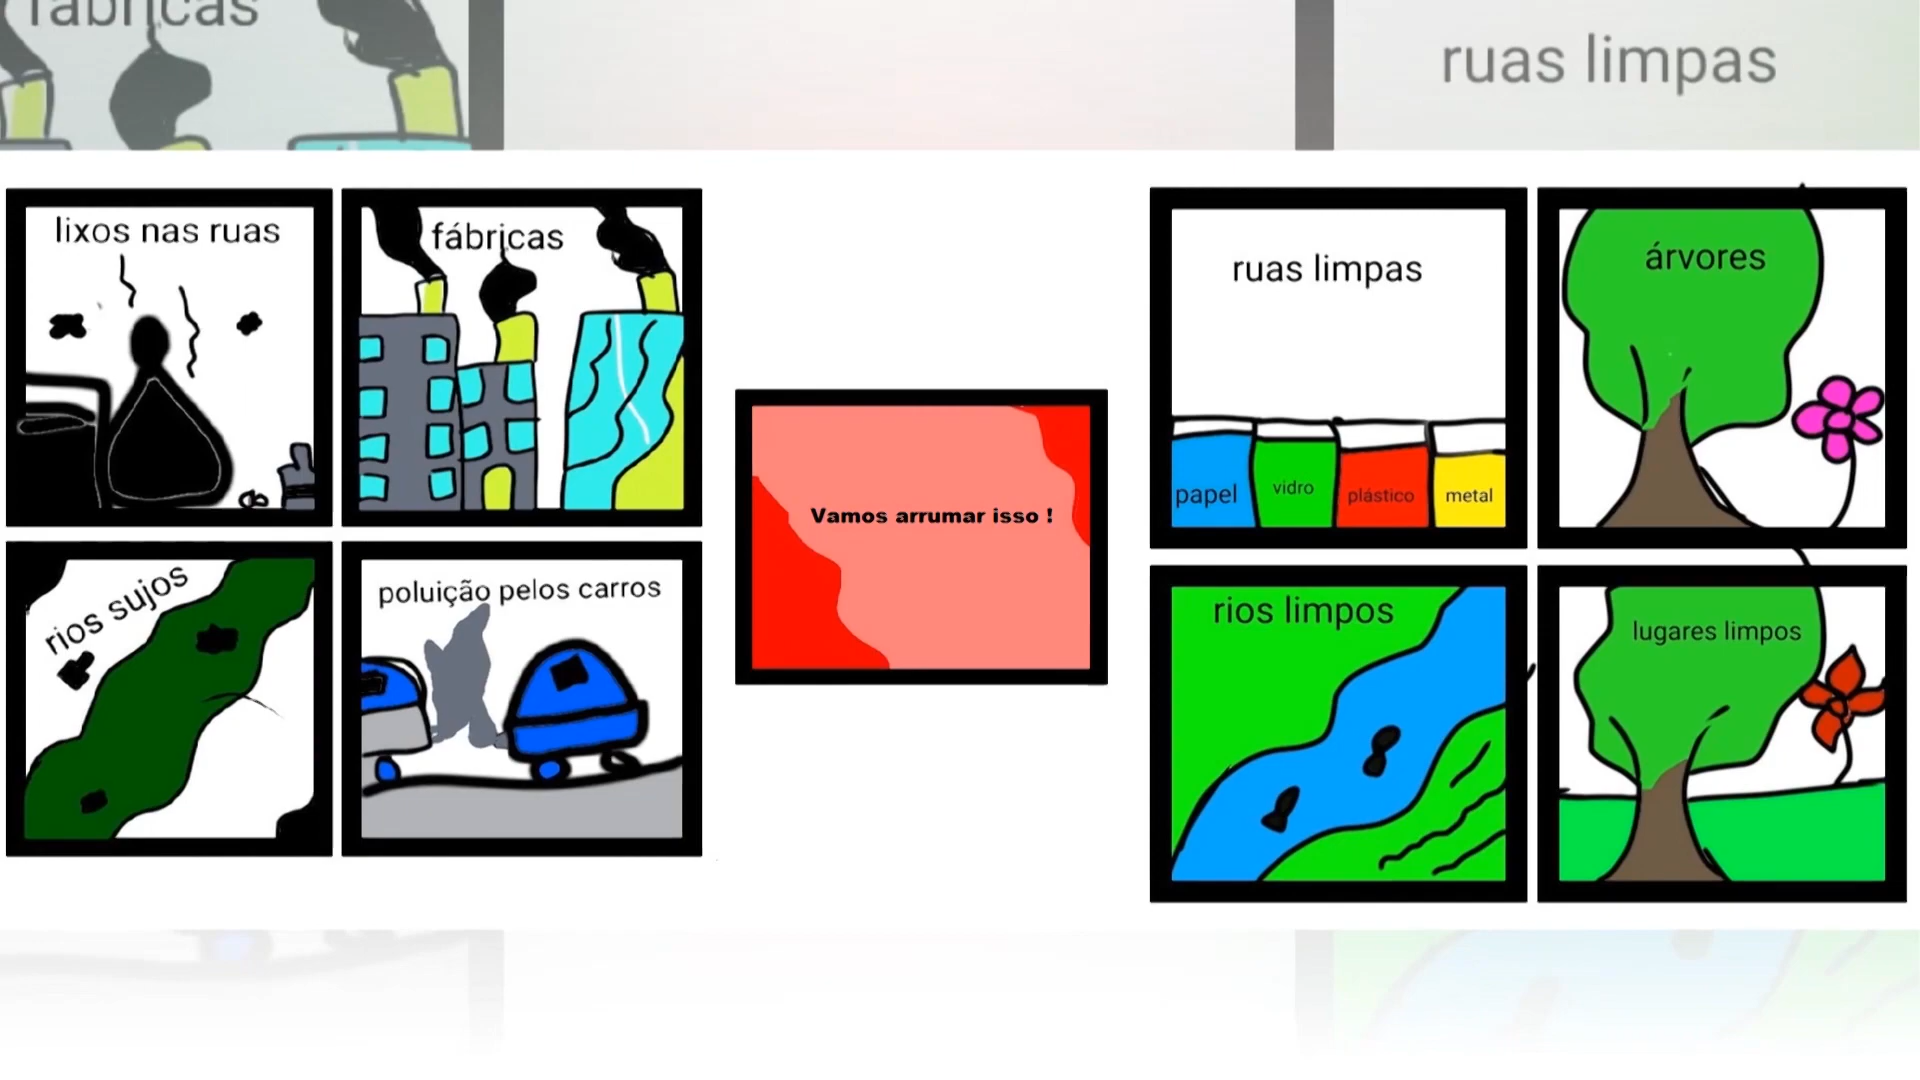 fábricas
ruas limpas
lixos nas ruas
fábricas
rios sujos
poluição pelos carros
Vamos arrumar isso !
ruas limpas
papel
vidro
plástico
metal
árvores
rios limpos
lugares limpos